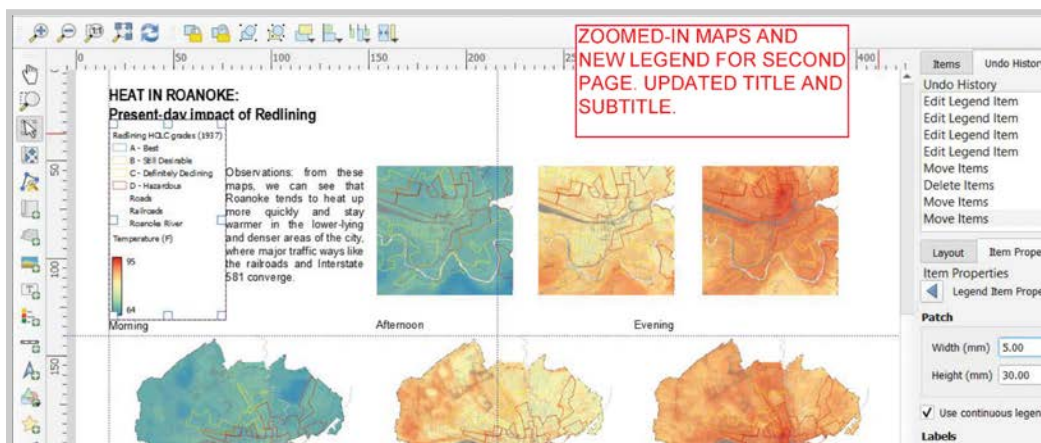 0 50 100 150 400
ZOOMED-IN MAPS AND
NEW LEGEND FOR SECOND
PAGE. UPDATED TITLE AND
SUBTITLE.
HEAT IN ROANOKE:
Present-day impact of Redlining
Redlining HOLC grades (1937)
A - Best
B - Still Desirable
C - Definitely Declining
D - Hazardous
Roads
Railroads
Roanoke River
Temperature (F)
95
64
Observations: from these
maps, we can see that
Roanoke tends to heat up
more quickly and stay
warmer in the lower-lying
and denser areas of the city,
where major traffic ways like
the railroads and Interstate
581 converge.
Morning
Afternoon
Evening
50
100
150
Items Undo History
Undo History
Edit Legend Item
Edit Legend Item
Edit Legend Item
Edit Legend Item
Move Items
Delete Items
Move Items
Move Items
Layout Item Prope
Item Properties
Legend Item Prope
Patch
Width (mm) 5.00
Height (mm) 30.00
Use continuous legen
Labels